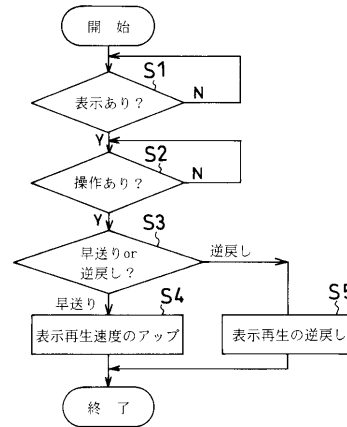 開 始
S1
表示あり?
N
Y
S2
操作あり?
N
Y
S3
早送りor
逆戻し?
逆戻し
早送り
S4
表示再生速度のアップ
S5
表示再生の逆戻し
終 了